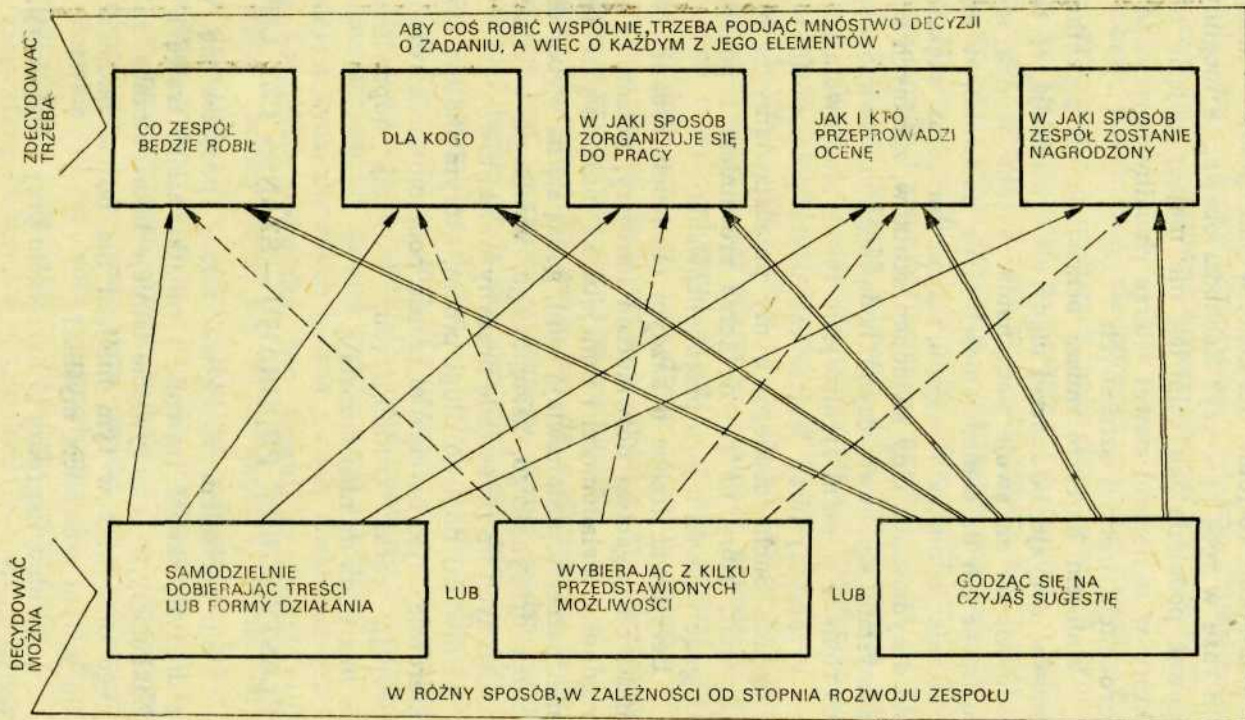 ABY COŚ ROBIĆ WSPÓLNIE, TRZEBA PODJĄĆ MNÓSTWO DECYZJI
O ZADANIU, A WIĘC O KAŻDYM Z JEGO ELEMENTÓW
ZDECYDOWAĆ
TRZEBA
CO ZESPÓŁ
BĘDZIE ROBIŁ
DLA KOGO
W JAKI SPOSÓB
ZORGANIZUJE SIĘ
DO PRACY
JAK I KTO
PRZEPROWADZI
OCENĘ
W JAKI SPOSÓB
ZESPÓŁ ZOSTANIE
NAGRODZONY
DECYDOWAĆ
MOŻNA
SAMODZIELNIE
DOBIERAJĄC TREŚCI
LUB FORMY DZIAŁANIA
LUB
WYBIERAJĄC Z KILKU
PRZEDSTAWIONYCH
MOŻLIWOŚCI
LUB
GODZĄC SIĘ NA
CZYJĄŚ SUGESTIĘ
W RÓŻNY SPOSÓB, W ZALEŻNOŚCI OD STOPNIA ROZWOJU ZESPOŁU